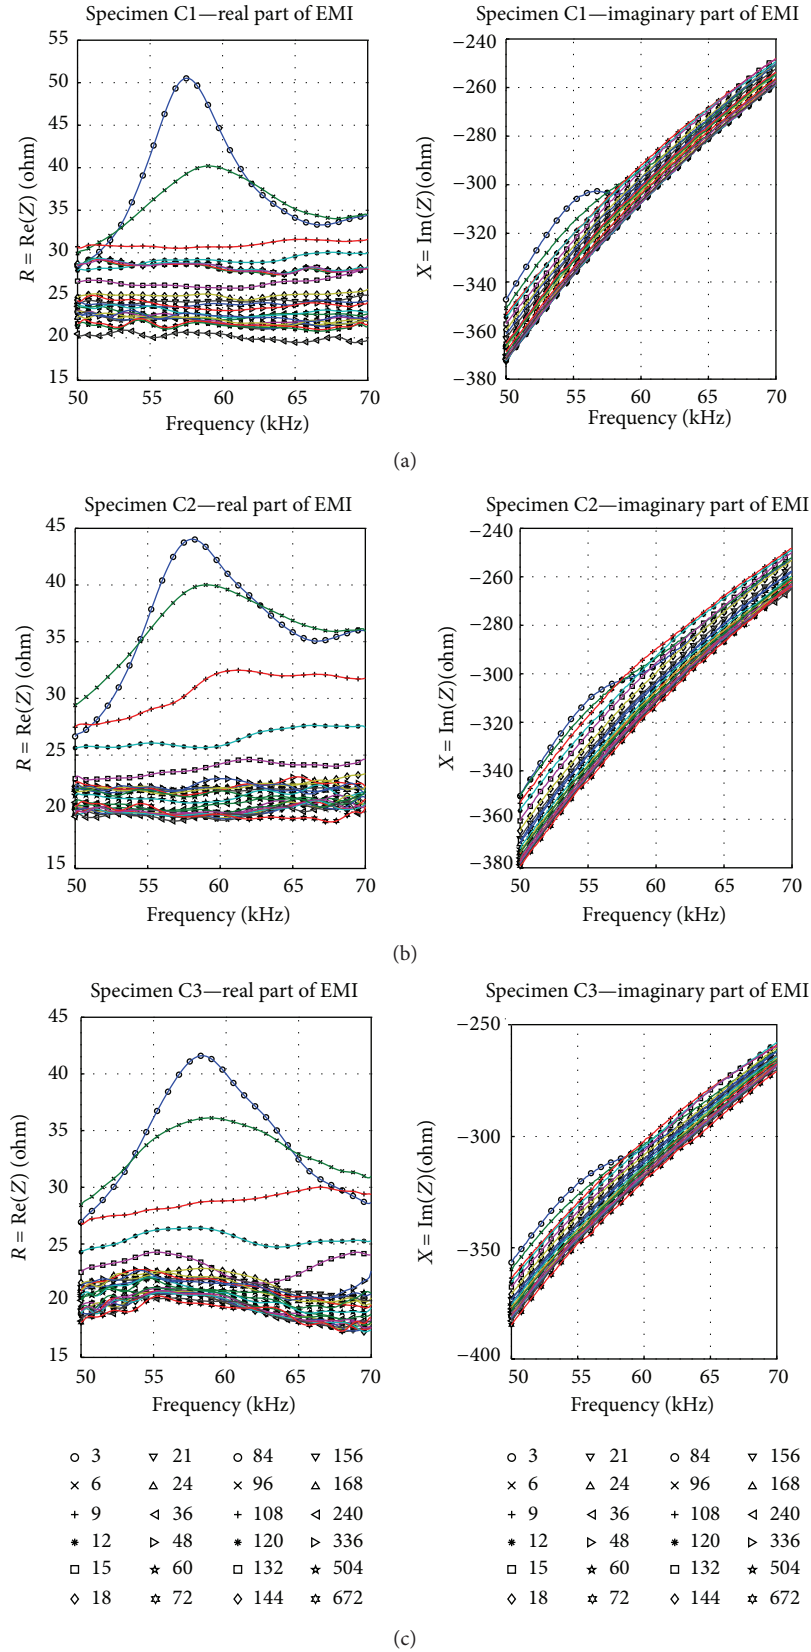 Specimen C1—real part of EMI
R = Re(Z) (ohm)
55
50
45
40
35
30
25
20
15
50 55 60 65 70
Frequency (kHz)
Specimen C1—imaginary part of EMI
X = Im(Z)(ohm)
−240
−260
−280
−300
−320
−340
−360
−380
50 55 60 65 70
Frequency (kHz)
(a)
Specimen C2—real part of EMI
R = Re(Z) (ohm)
45
40
35
30
25
20
15
50 55 60 65 70
Frequency (kHz)
Specimen C2—imaginary part of EMI
X = Im(Z)(ohm)
−240
−260
−280
−300
−320
−340
−360
−380
50 55 60 65 70
Frequency (kHz)
(b)
Specimen C3—real part of EMI
R = Re(Z) (ohm)
45
40
35
30
25
20
15
50 55 60 65 70
Frequency (kHz)
Specimen C3—imaginary part of EMI
X = Im(Z)(ohm)
−250
−300
−350
−400
50 55 60 65 70
Frequency (kHz)
3 21 84 156
6 24 96 168
9 36 108 240
12 48 120 336
15 60 132 504
18 72 144 672
3 21 84 156
6 24 96 168
9 36 108 240
12 48 120 336
15 60 132 504
18 72 144 672
(c)